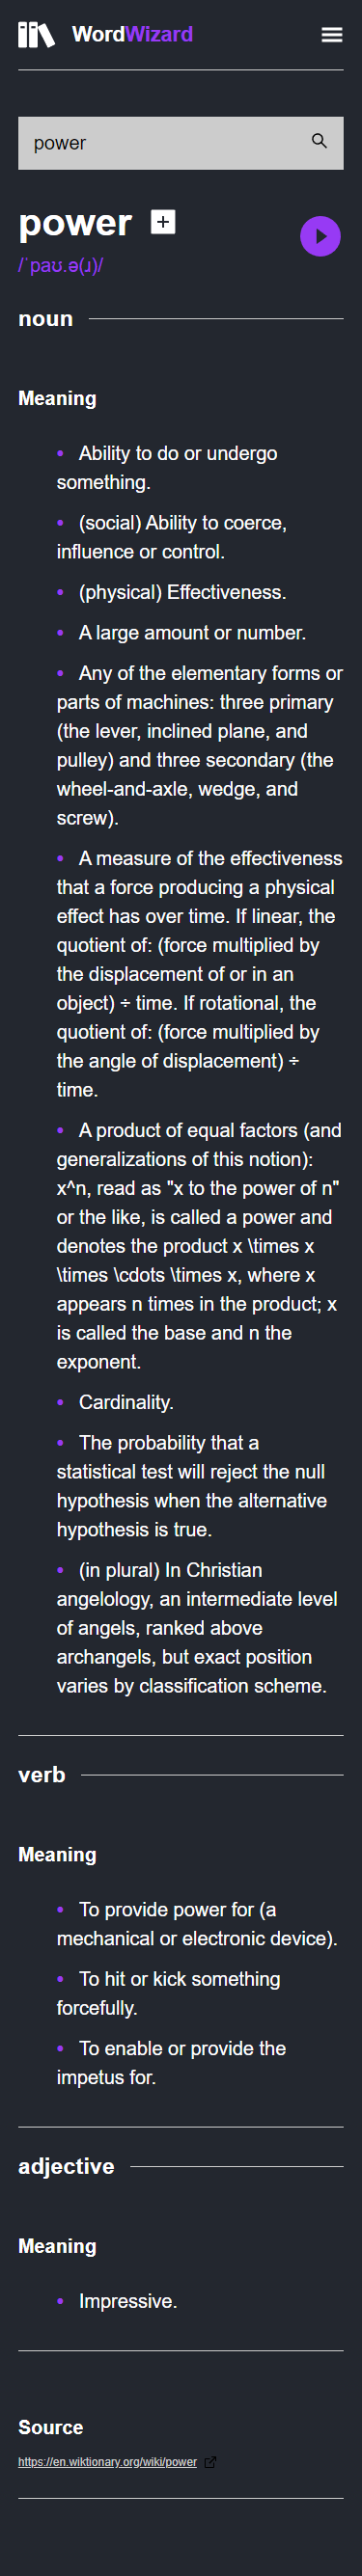 WordWizard
power
power
/ˈpaʊ.ə(ɹ)/
noun
Meaning
• Ability to do or undergo
something.
• (social) Ability to coerce,
influence or control.
• (physical) Effectiveness.
• A large amount or number.
• Any of the elementary forms or
parts of machines: three primary
(the lever, inclined plane, and
pulley) and three secondary (the
wheel-and-axle, wedge, and
screw).
• A measure of the effectiveness
that a force producing a physical
effect has over time. If linear, the
quotient of: (force multiplied by
the displacement of or in an
object) ÷ time. If rotational, the
quotient of: (force multiplied by
the angle of displacement) ÷
time.
• A product of equal factors (and
generalizations of this notion):
x^n, read as "x to the power of n"
or the like, is called a power and
denotes the product x \times x
\times \cdots \times x, where x
appears n times in the product; x
is called the base and n the
exponent.
• Cardinality.
• The probability that a
statistical test will reject the null
hypothesis when the alternative
hypothesis is true.
• (in plural) In Christian
angelology, an intermediate level
of angels, ranked above
archangels, but exact position
varies by classification scheme.
verb
Meaning
• To provide power for (a
mechanical or electronic device).
• To hit or kick something
forcefully.
• To enable or provide the
impetus for.
adjective
Meaning
• Impressive.
Source
https://en.wiktionary.org/wiki/power